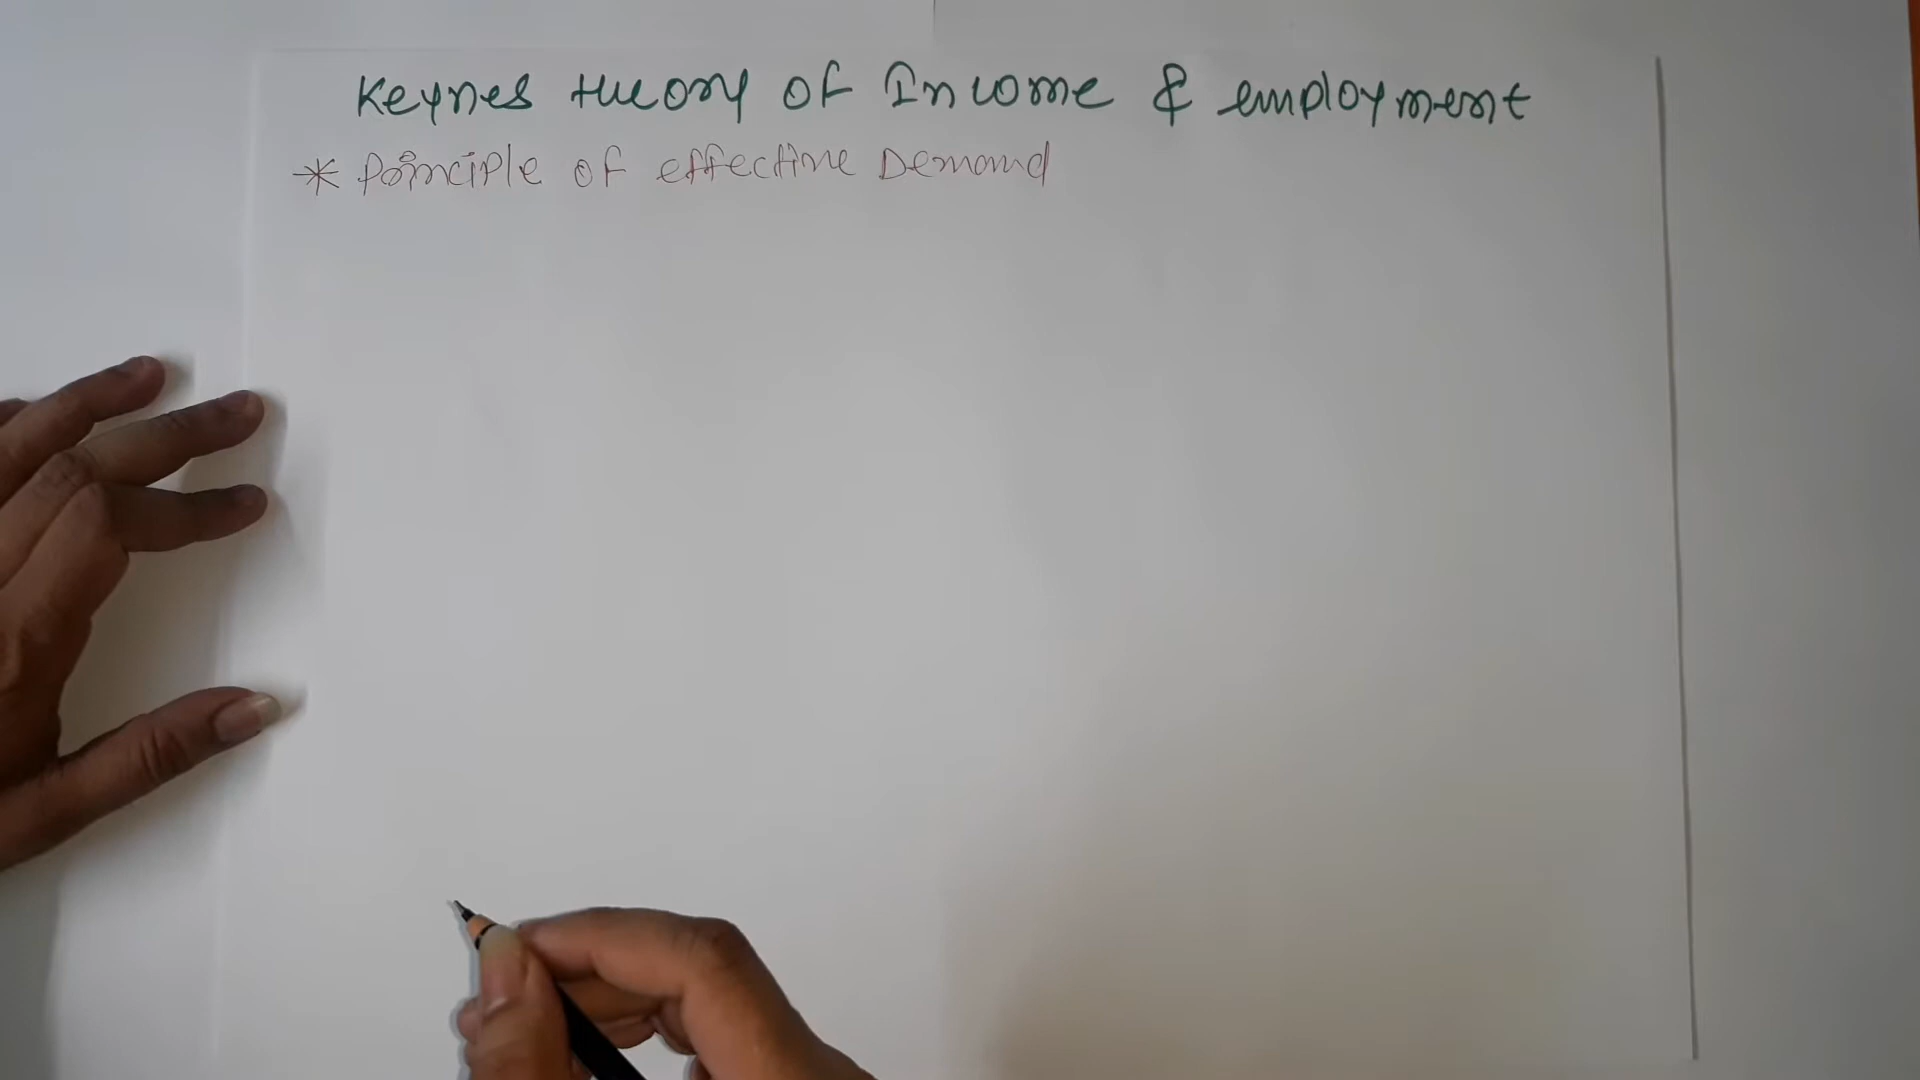 Keynes theory of Income & employment
* Principle of effective Demand